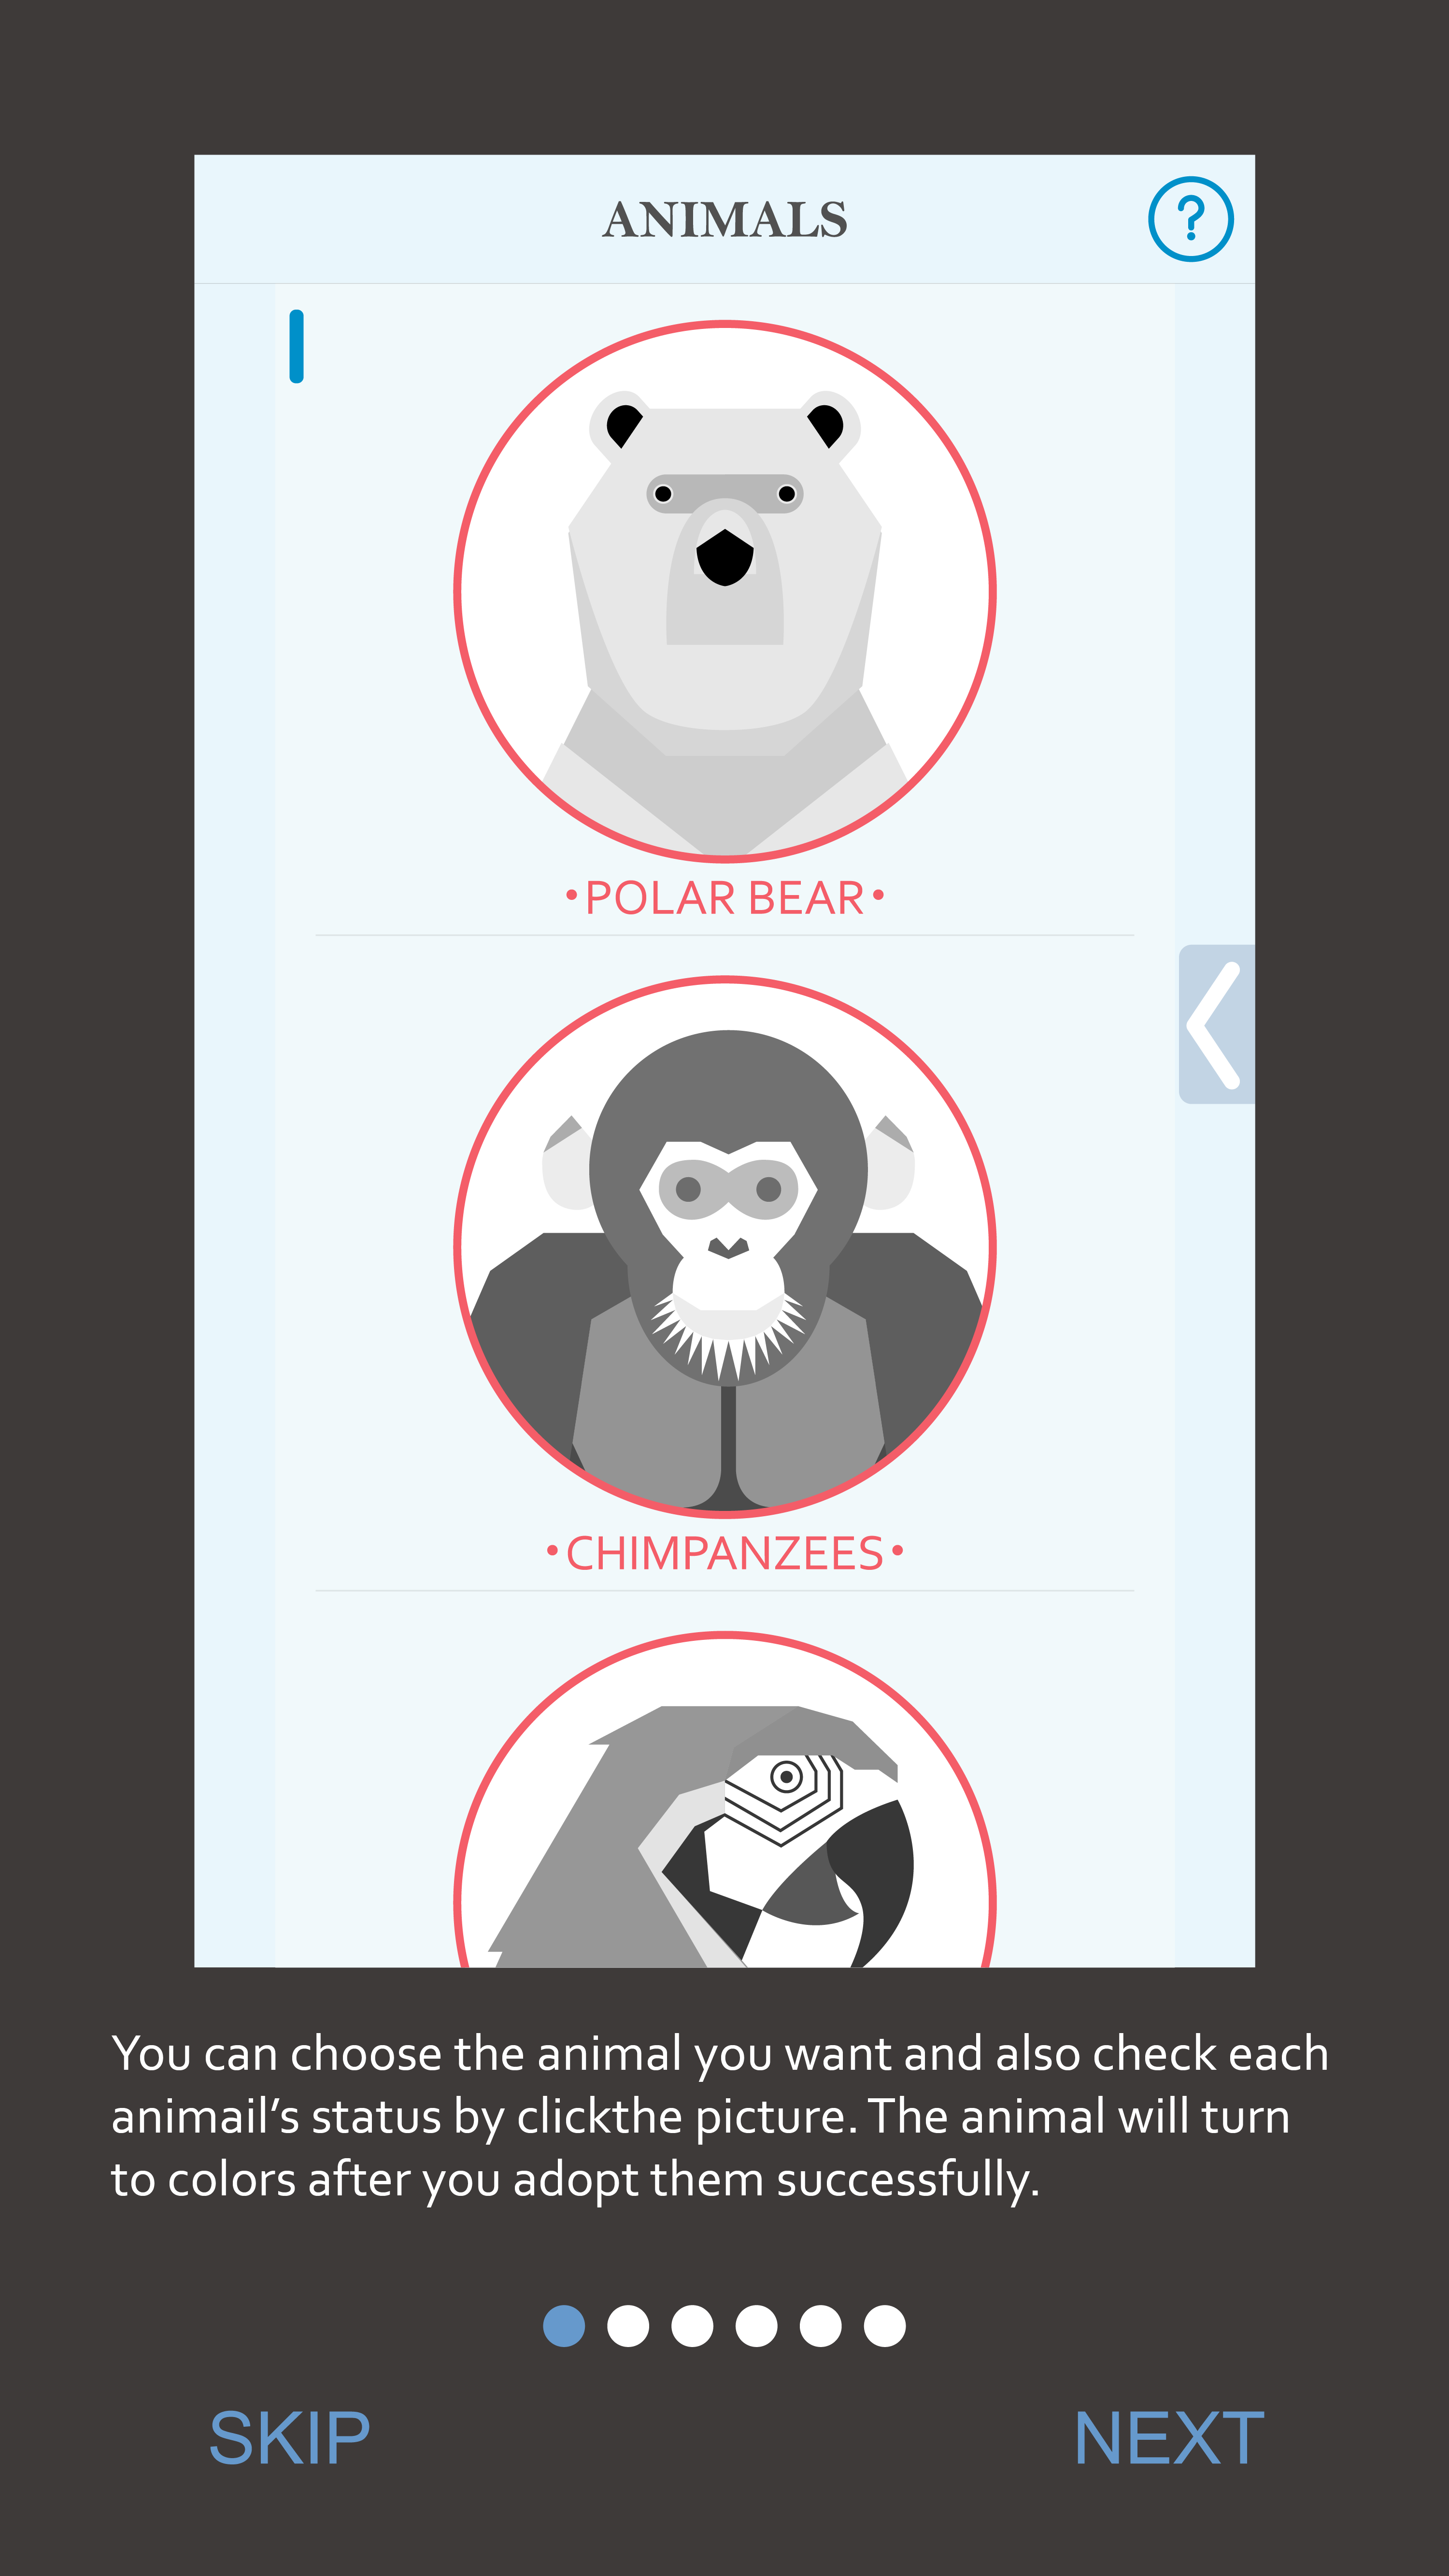 ANIMALS
?
•POLAR BEAR•
•CHIMPANZEES•
You can choose the animal you want and also check each
animail’s status by clickthe picture. The animal will turn
to colors after you adopt them successfully.
SKIP
NEXT